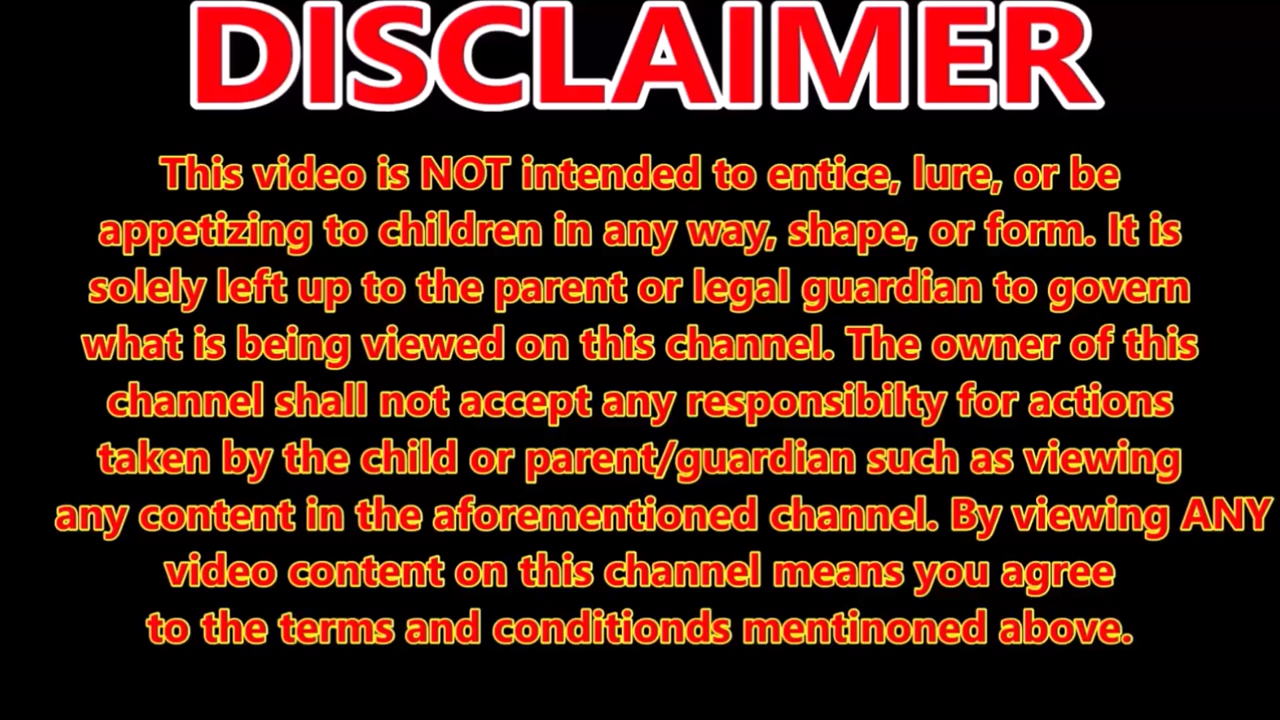 DISCLAIMER
This video is NOT intended to entice, lure, or be
appetizing to children in any way, shape, or form. It is
solely left up to the parent or legal guardian to govern
what is being viewed on this channel. The owner of this
channel shall not accept any responsibilty for actions
taken by the child or parent/guardian such as viewing
any content in the aforementioned channel. By viewing ANY
video content on this channel means you agree
to the terms and conditionds mentinoned above.